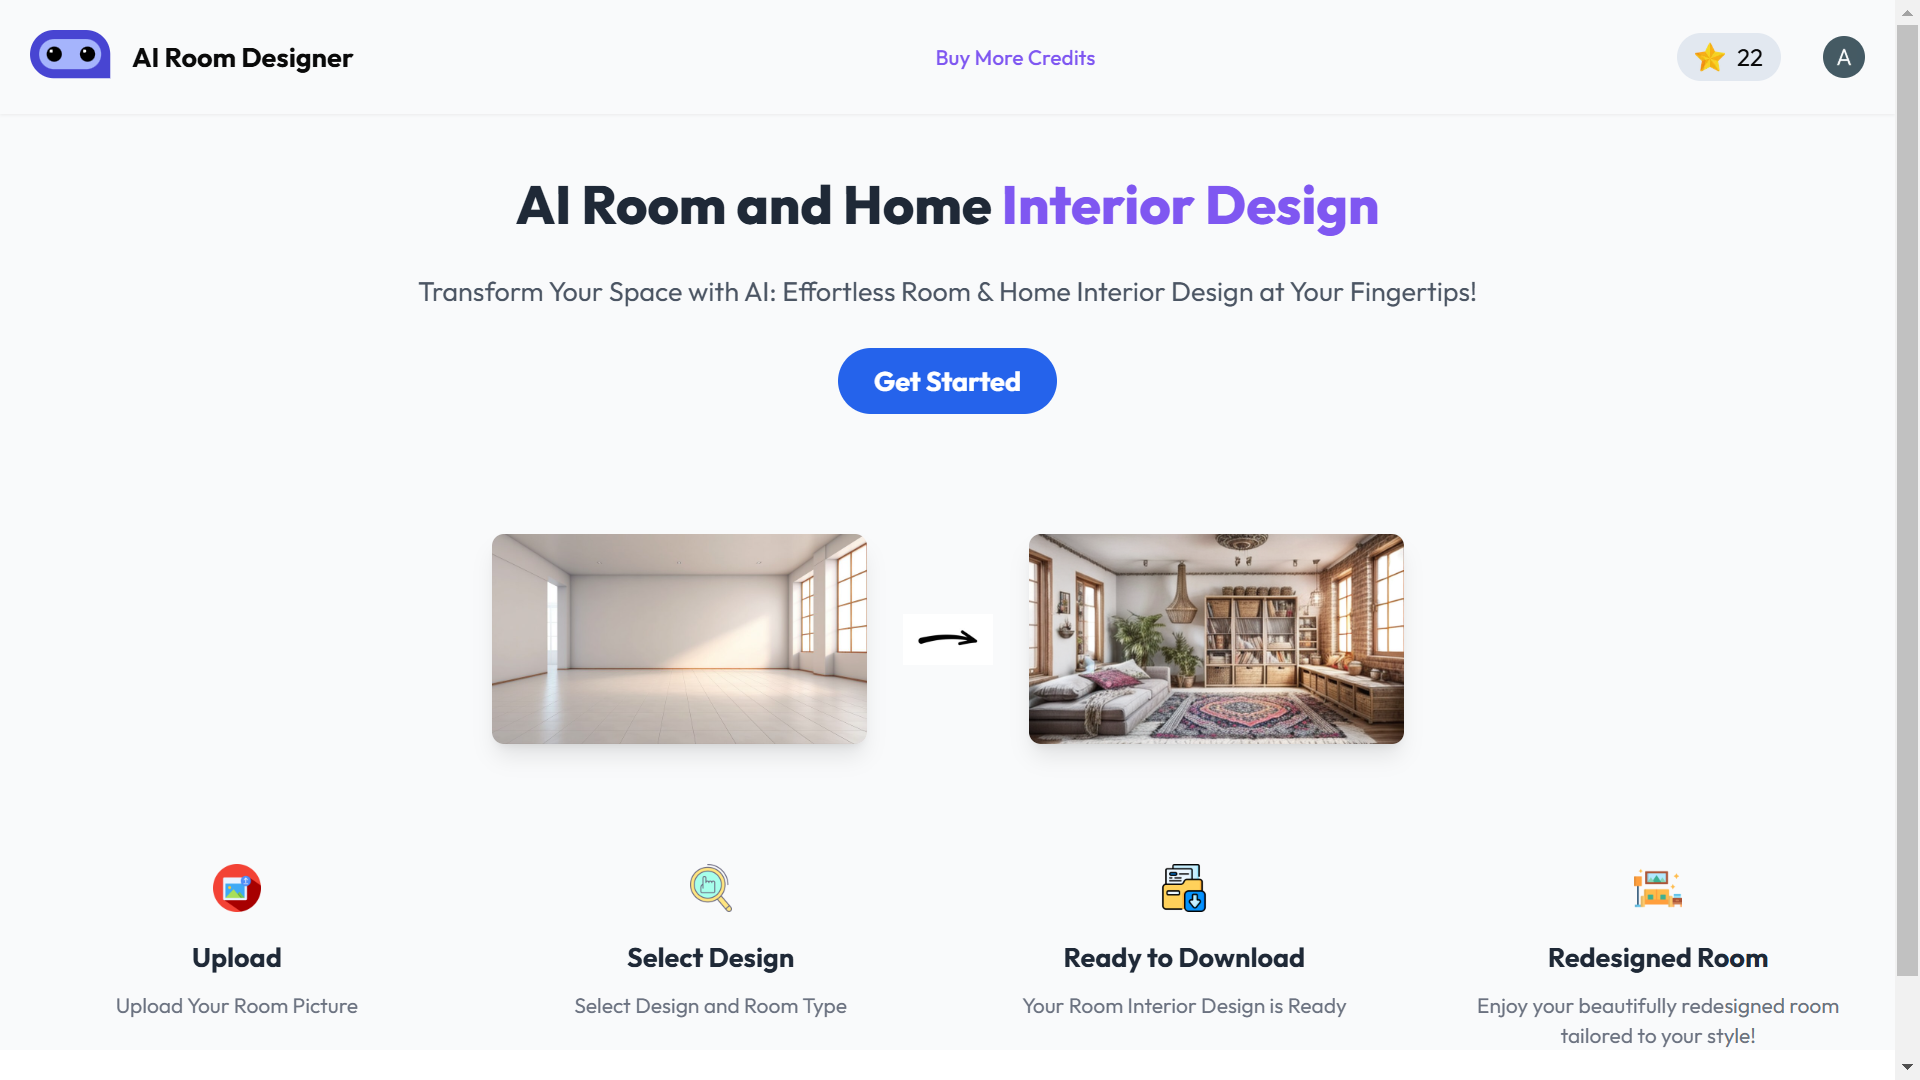 AI Room Designer
Buy More Credits
22
A
AI Room and Home Interior Design
Transform Your Space with AI: Effortless Room & Home Interior Design at Your Fingertips!
Get Started
Upload
Upload Your Room Picture
Select Design
Select Design and Room Type
Ready to Download
Your Room Interior Design is Ready
Redesigned Room
Enjoy your beautifully redesigned room
tailored to your style!